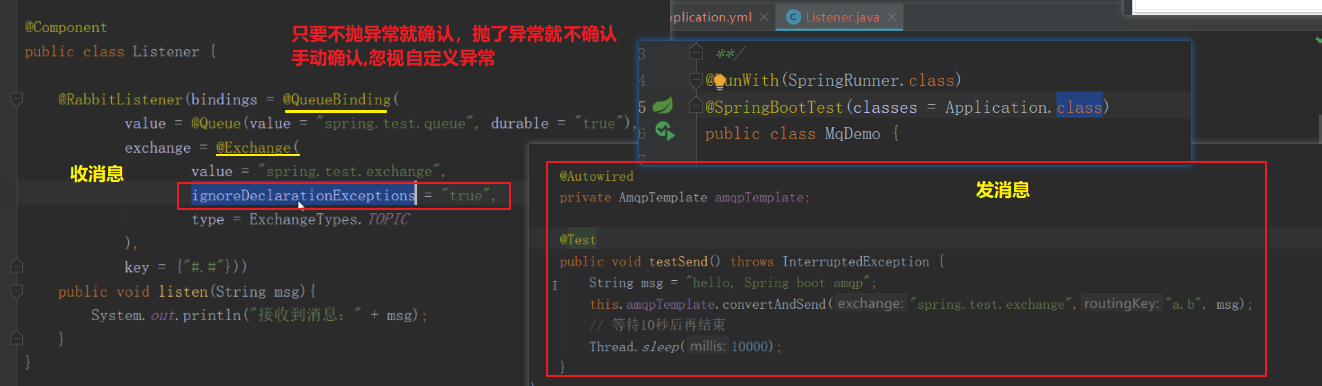 @Component
public class Listener {
只要不抛异常就确认，抛了异常就不确认
手动确认,忽视自定义异常
@RabbitListener(bindings = @QueueBinding(
value = @Queue(value = "spring.test.queue", durable = "true"),
exchange = @Exchange(
收消息
value = "spring.test.exchange",
ignoreDeclarationExceptions = "true",
type = ExchangeTypes.TOPIC
),
key = {"#.#"}))
public void listen(String msg){
System.out.println("接收到消息：" + msg);
}
}
pplication.yml
Listener.java
3 **/
4 @RunWith(SpringRunner.class)
5 @SpringBootTest(classes = Application.class)
6 public class MqDemo {
7
@Autowired
发消息
private AmqpTemplate amqpTemplate;
@Test
public void testSend() throws InterruptedException {
String msg = "hello, Spring boot amqp";
this.amqpTemplate.convertAndSend( exchange: "spring.test.exchange", routingKey: "a.b", msg);
// 等待10秒后再结束
Thread.sleep( millis: 10000);
}